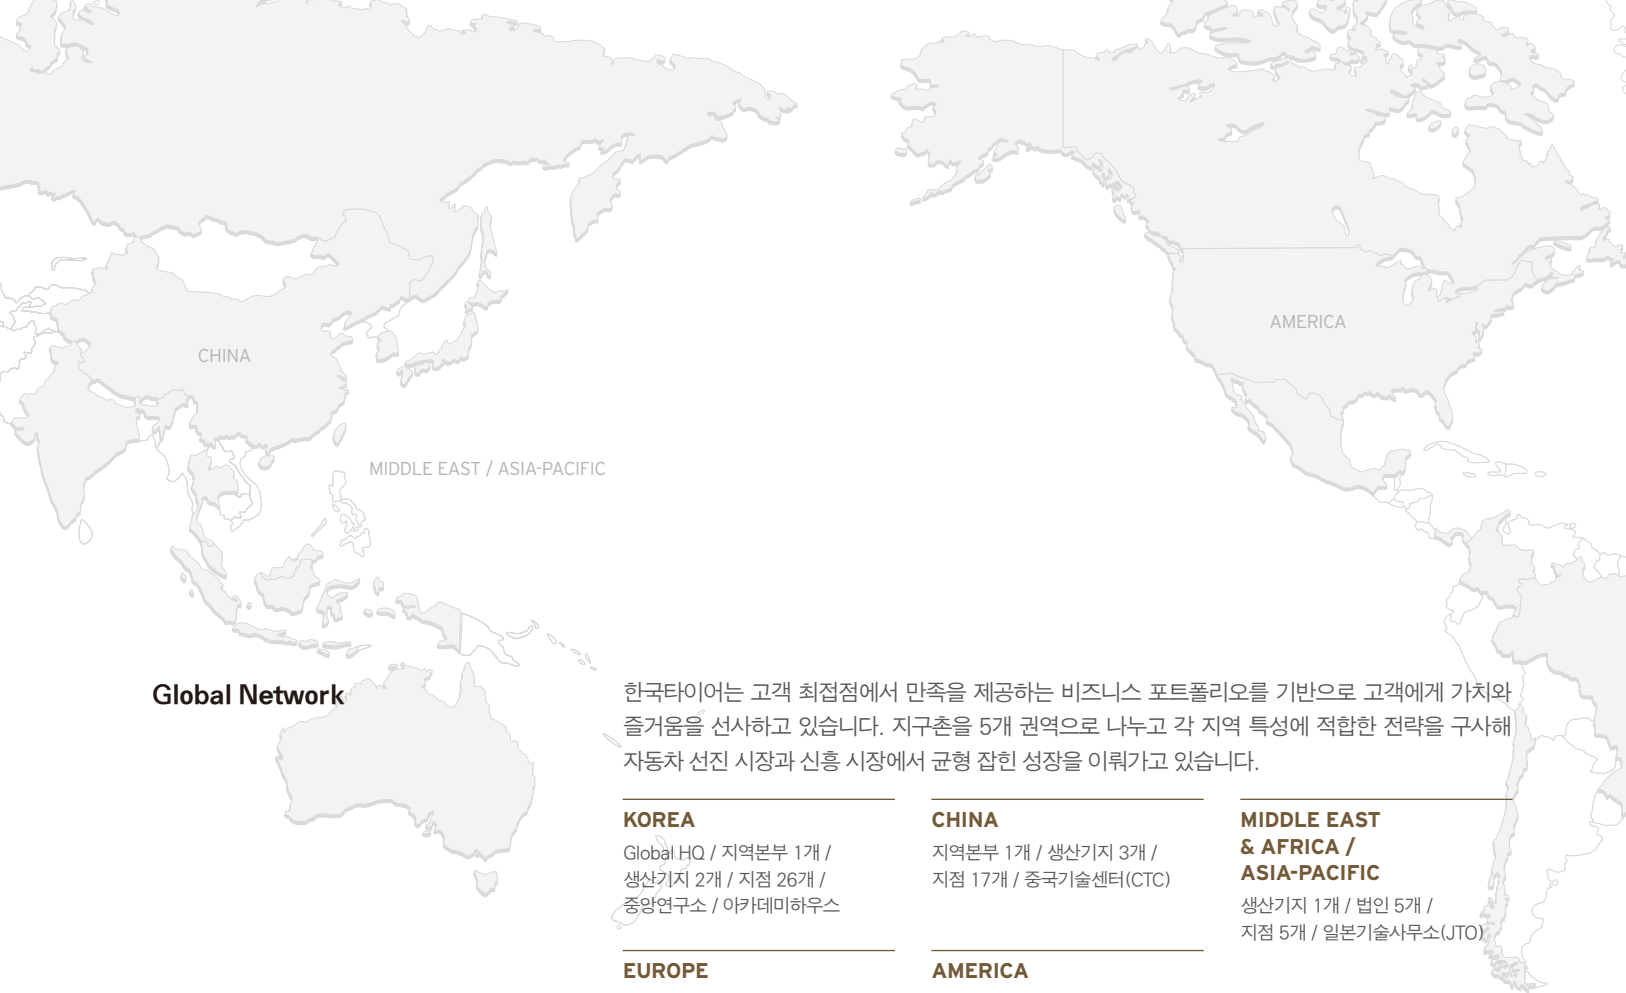 CHINA
AMERICA
MIDDLE EAST / ASIA-PACIFIC
Global Network
한국타이어는 고객 최접점에서 만족을 제공하는 비즈니스 포트폴리오를 기반으로 고객에게 가치와
즐거움을 선사하고 있습니다. 지구촌을 5개 권역으로 나누고 각 지역 특성에 적합한 전략을 구사해
자동차 선진 시장과 신흥 시장에서 균형 잡힌 성장을 이뤄가고 있습니다.
KOREA
Global HQ / 지역본부 1개 /
생산기지 2개 / 지점 26개 /
중앙연구소 / 아카데미하우스
CHINA
지역본부 1개 / 생산기지 3개 /
지점 17개 / 중국기술센터(CTC)
MIDDLE EAST
& AFRICA /
ASIA-PACIFIC
생산기지 1개 / 법인 5개 /
지점 5개 / 일본기술사무소(JTO)
EUROPE
AMERICA